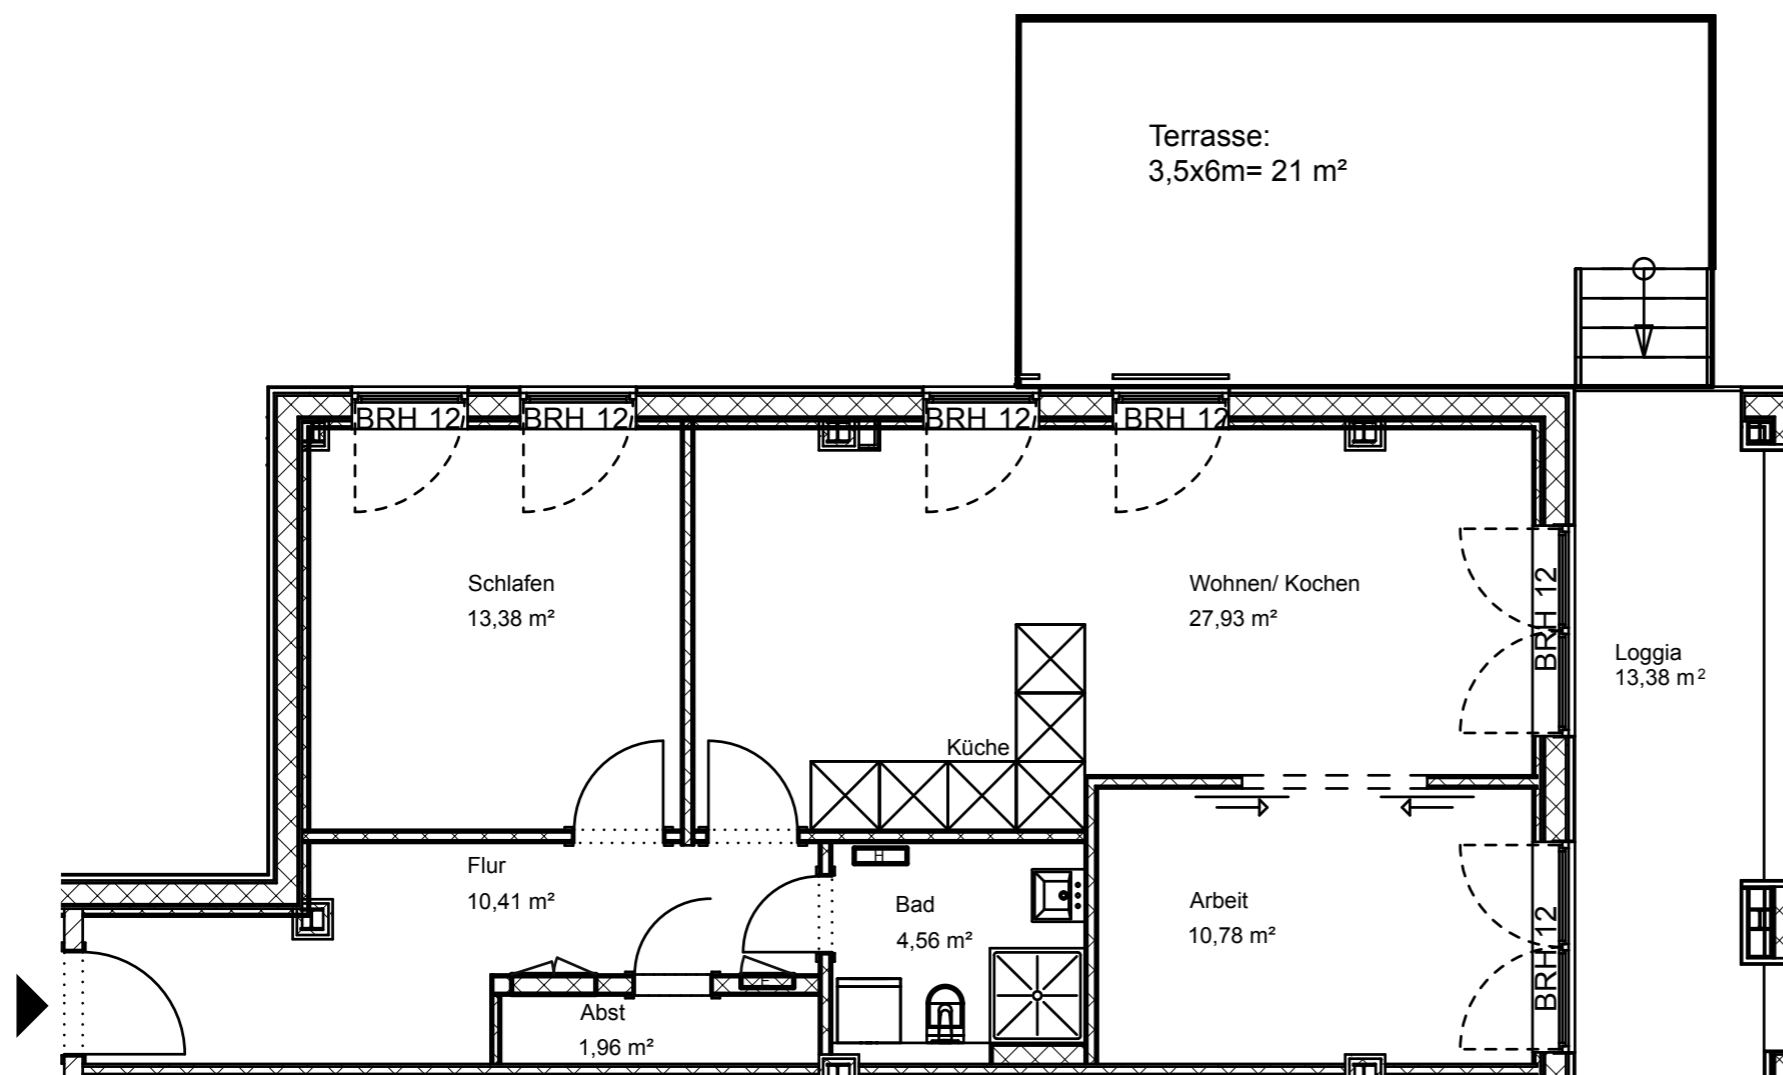 Terrasse:
3,5x6m= 21 m²
BRH 12
BRH 12
BRH 12
BRH 12
Schlafen
13,38 m²
Wohnen/ Kochen
27,93 m²
BRH 12
Loggia
13,38 m²
Küche
Flur
10,41 m²
H
Bad
4,56 m²
Arbeit
10,78 m²
BRH 12
Abst
1,96 m²